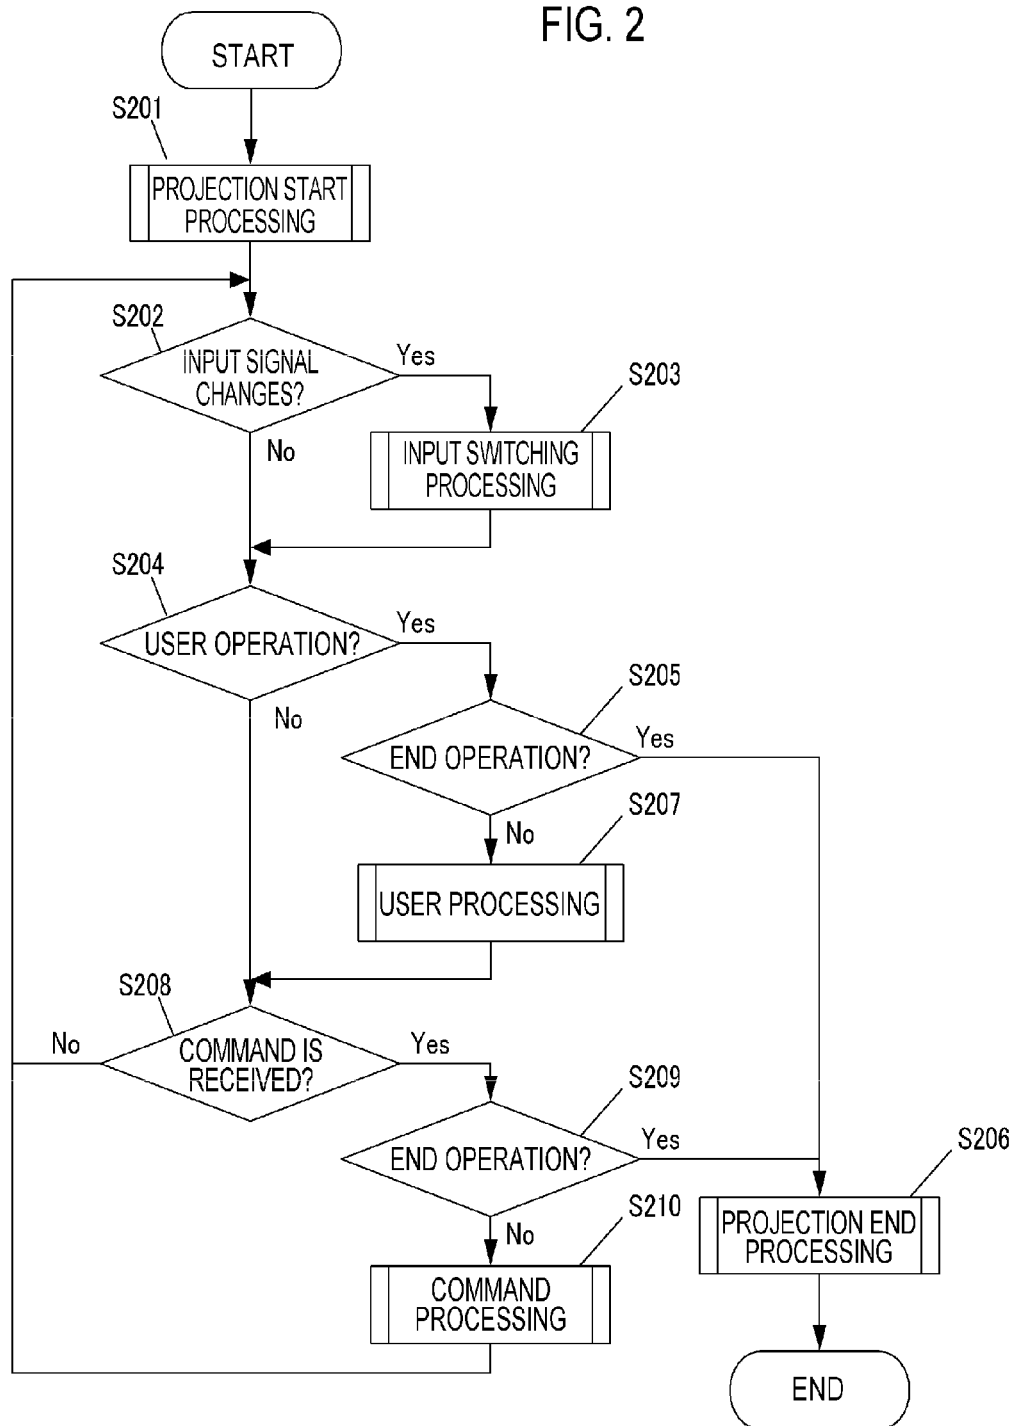 FIG. 2
START
S201
PROJECTION START
PROCESSING
S202
INPUT SIGNAL
CHANGES?
Yes
No
S203
INPUT SWITCHING
PROCESSING
S204
USER OPERATION?
Yes
No
S205
END OPERATION?
Yes
No
S207
USER PROCESSING
S208
COMMAND IS
RECEIVED?
No
Yes
S209
END OPERATION?
Yes
No
S206
PROJECTION END
PROCESSING
S210
COMMAND
PROCESSING
END